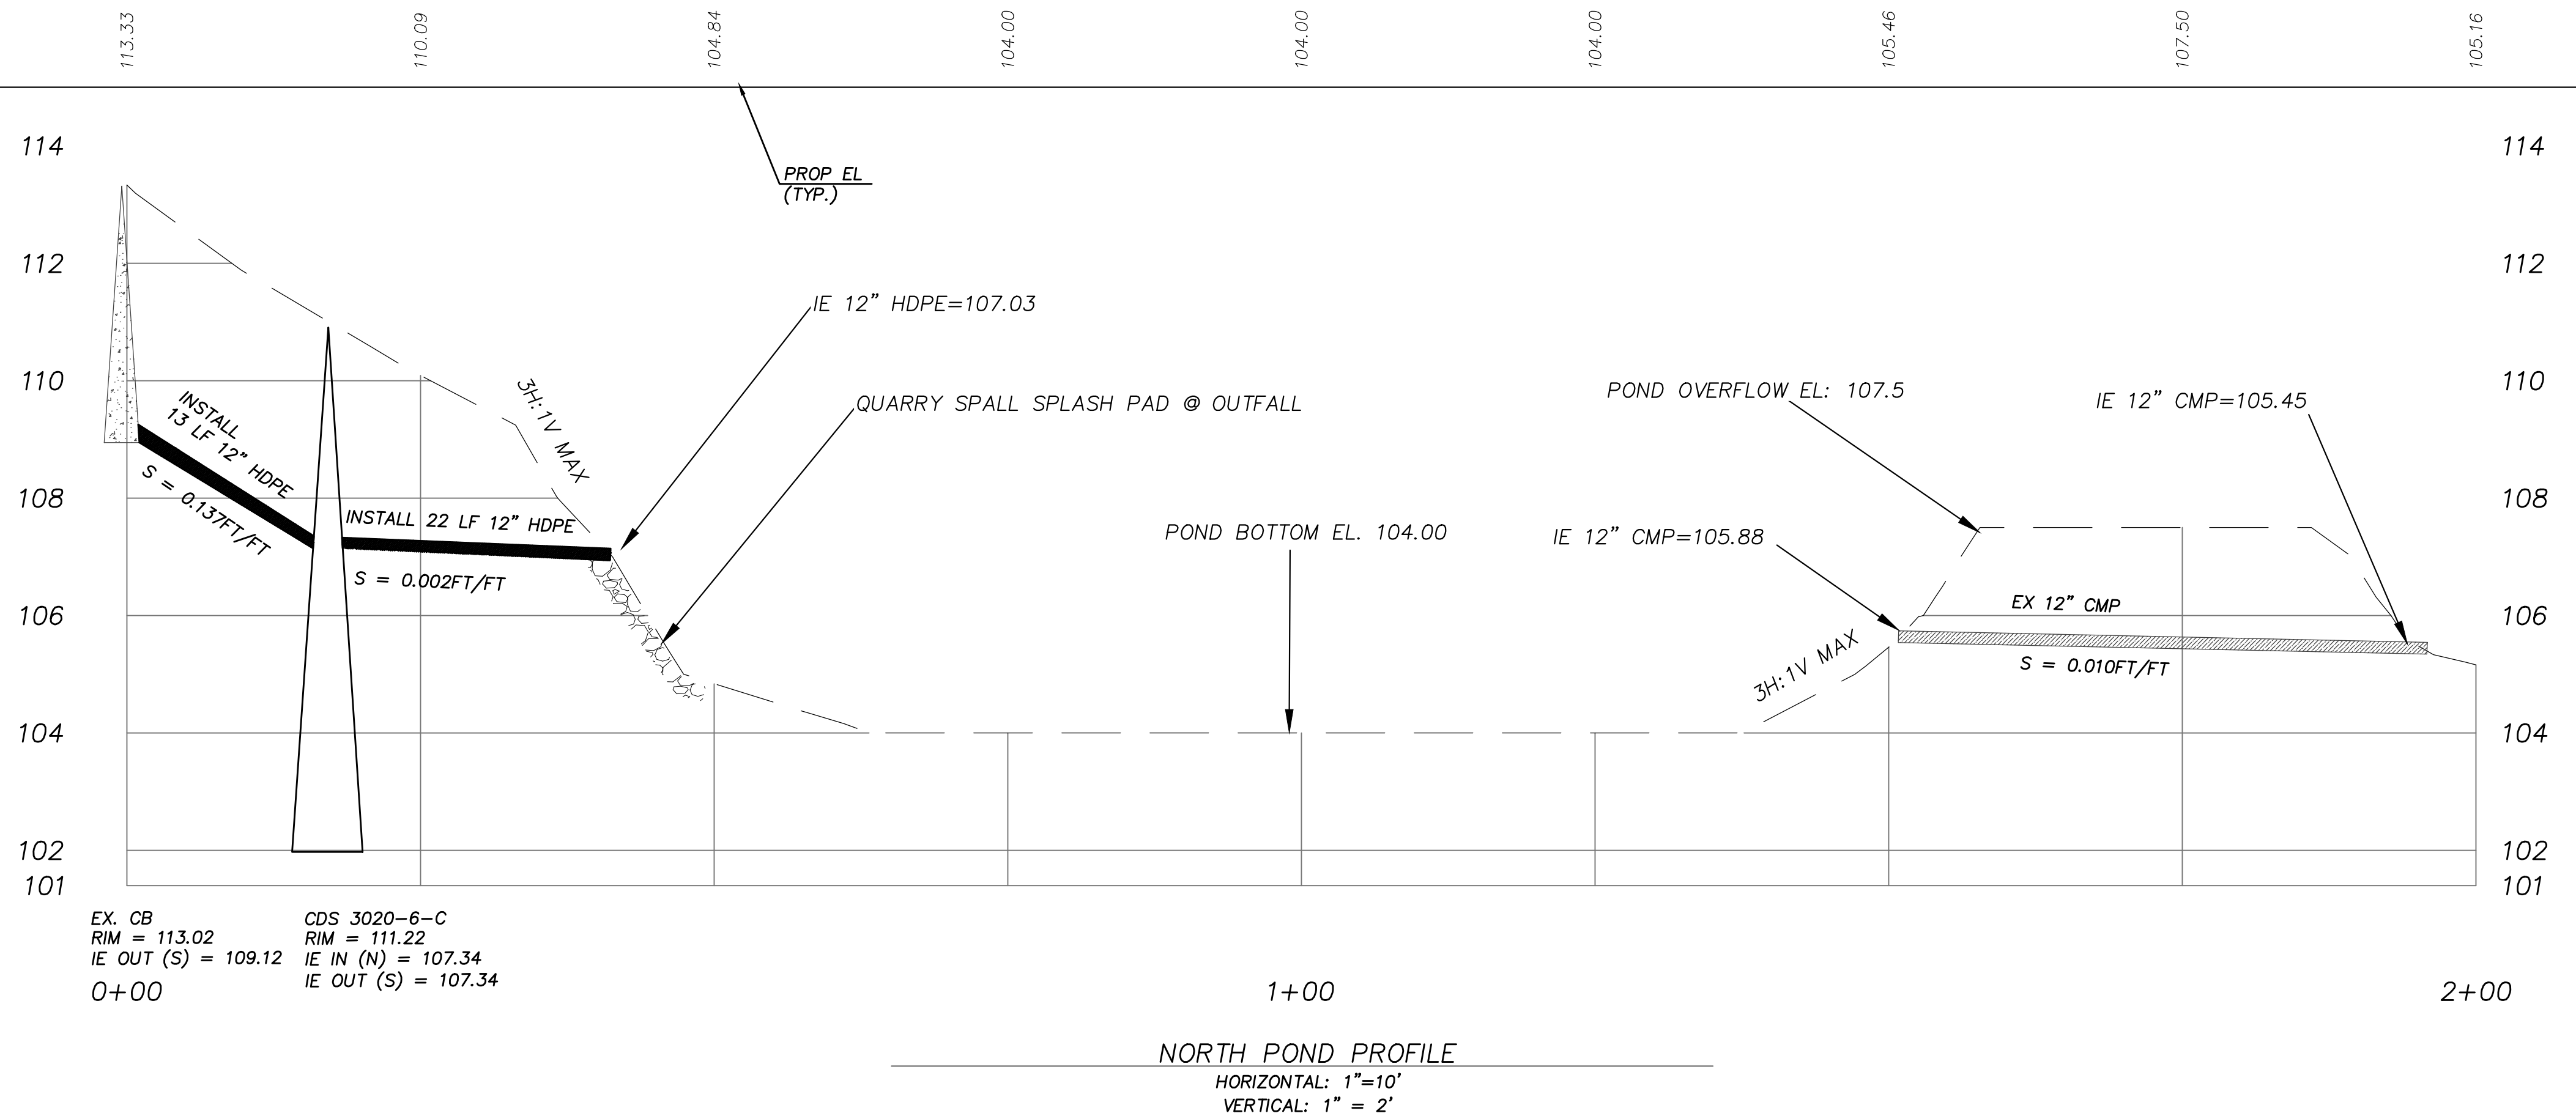 113.33
110.09
104.84
104.00
104.00
104.00
105.46
107.50
105.16
114
114
PROP EL
(TYP.)
112
112
IE 12" HDPE=107.03
110
110
3H:1V MAX
QUARRY SPALL SPLASH PAD @ OUTFALL
POND OVERFLOW EL: 107.5
IE 12" CMP=105.45
INSTALL
13 LF 12" HDPE
S = 0.137FT/FT
108
108
INSTALL 22 LF 12" HDPE
S = 0.002FT/FT
POND BOTTOM EL. 104.00
IE 12" CMP=105.88
106
106
EX 12" CMP
S = 0.010FT/FT
3H:1V MAX
104
104
102
102
101
101
EX. CB
RIM = 113.02
IE OUT (S) = 109.12
CDS 3020-6-C
RIM = 111.22
IE IN (N) = 107.34
IE OUT (S) = 107.34
0+00
1+00
2+00
NORTH POND PROFILE
HORIZONTAL: 1"=10'
VERTICAL: 1" = 2'